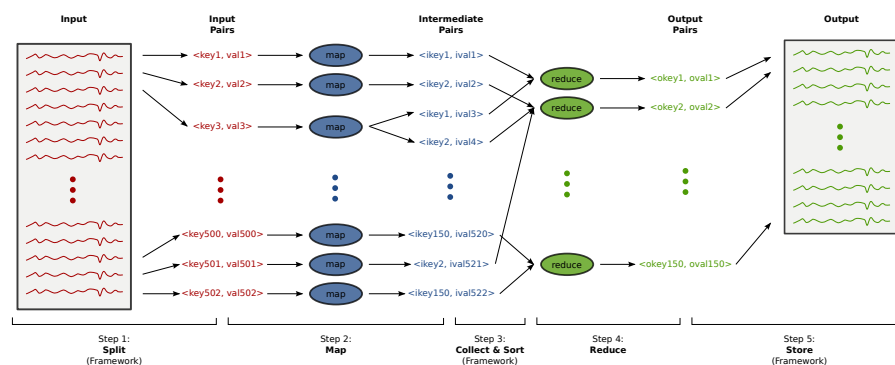 Input
Input
Pairs
Intermediate
Pairs
Output
Pairs
Output
<key1, val1>
map
<ikey1, ival1>
<key2, val2>
map
<ikey2, ival2>
reduce
<okey1, oval1>
<ikey1, ival3>
reduce
<okey2, oval2>
<key3, val3>
map
<ikey2, ival4>
<key500, val500>
map
<ikey150, ival520>
<key501, val501>
map
<ikey2, ival521>
reduce
<okey150, oval150>
<key502, val502>
map
<ikey150, ival522>
Step 1:
Split
(Framework)
Step 2:
Map
Step 3:
Collect & Sort
(Framework)
Step 4:
Reduce
Step 5:
Store
(Framework)